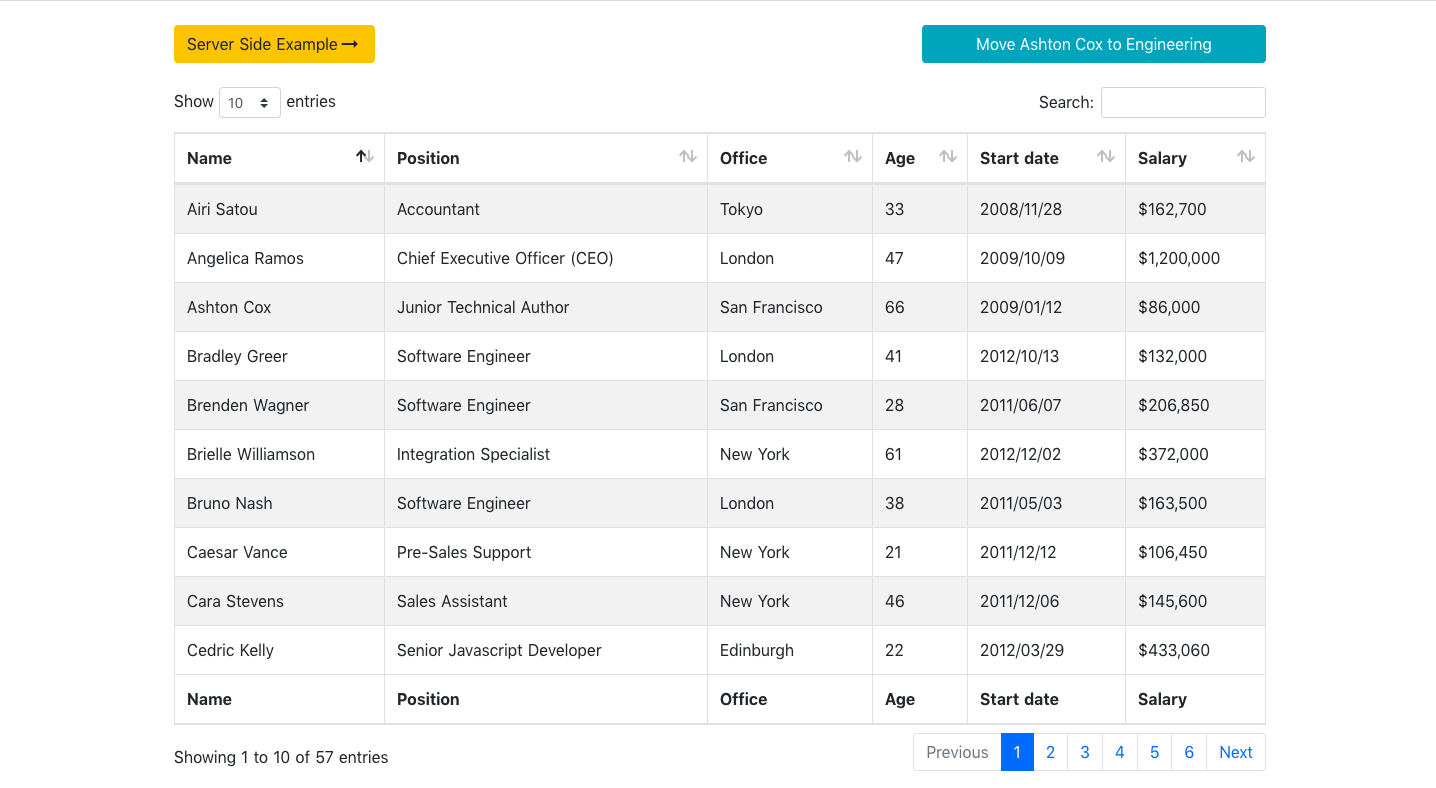 Server Side Example → Move Ashton Cox to Engineering
Show 10 entries Search:
Name Position Office Age Start date Salary
Airi Satou Accountant Tokyo 33 2008/11/28 $162,700
Angelica Ramos Chief Executive Officer (CEO) London 47 2009/10/09 $1,200,000
Ashton Cox Junior Technical Author San Francisco 66 2009/01/12 $86,000
Bradley Greer Software Engineer London 41 2012/10/13 $132,000
Brenden Wagner Software Engineer San Francisco 28 2011/06/07 $206,850
Brielle Williamson Integration Specialist New York 61 2012/12/02 $372,000
Bruno Nash Software Engineer London 38 2011/05/03 $163,500
Caesar Vance Pre-Sales Support New York 21 2011/12/12 $106,450
Cara Stevens Sales Assistant New York 46 2011/12/06 $145,600
Cedric Kelly Senior Javascript Developer Edinburgh 22 2012/03/29 $433,060
Name Position Office Age Start date Salary
Showing 1 to 10 of 57 entries Previous 1 2 3 4 5 6 Next